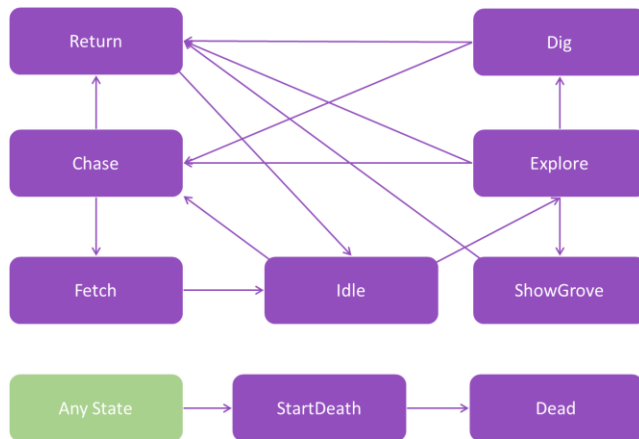 Return
Dig
Chase
Explore
Fetch
Idle
ShowGrove
Any State
StartDeath
Dead